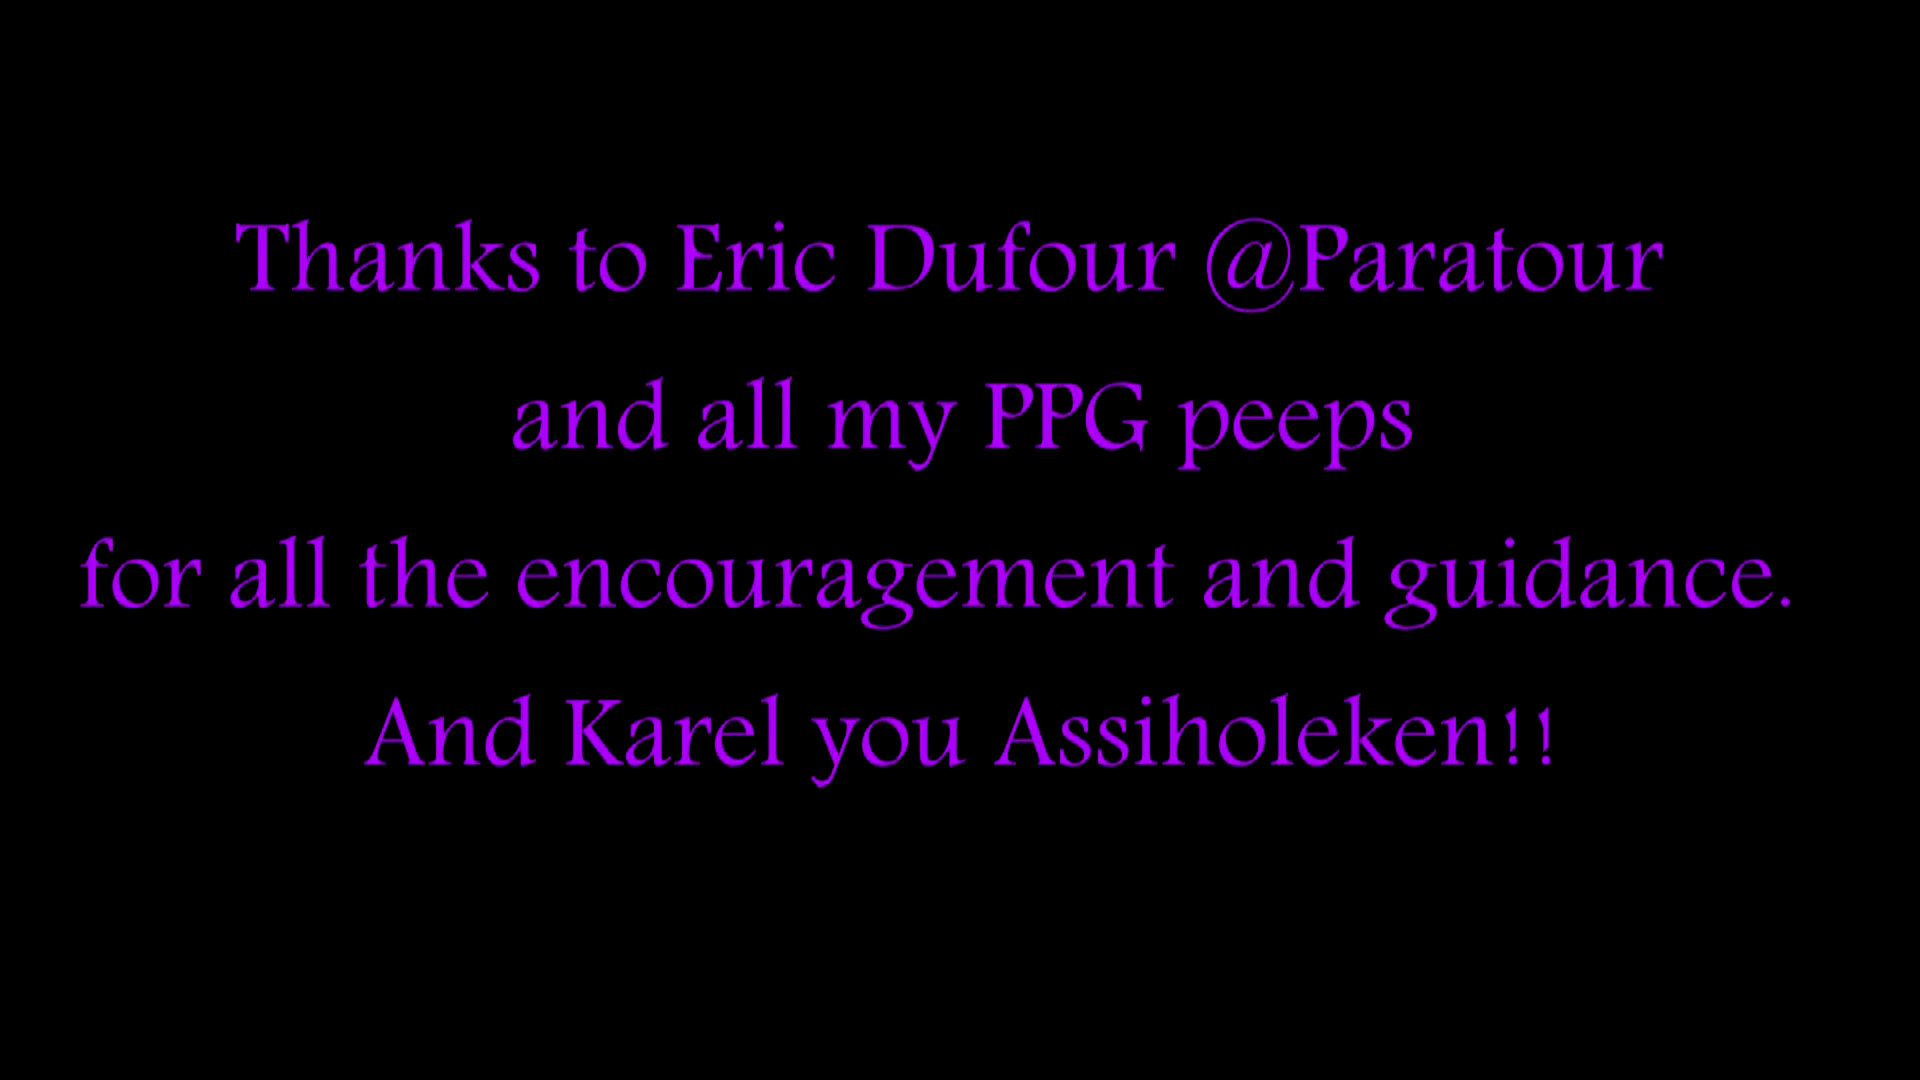 Thanks to Eric Dufour @Paratour
and all my PPG peeps
for all the encouragement and guidance.
And Karel you Assiholeken!!